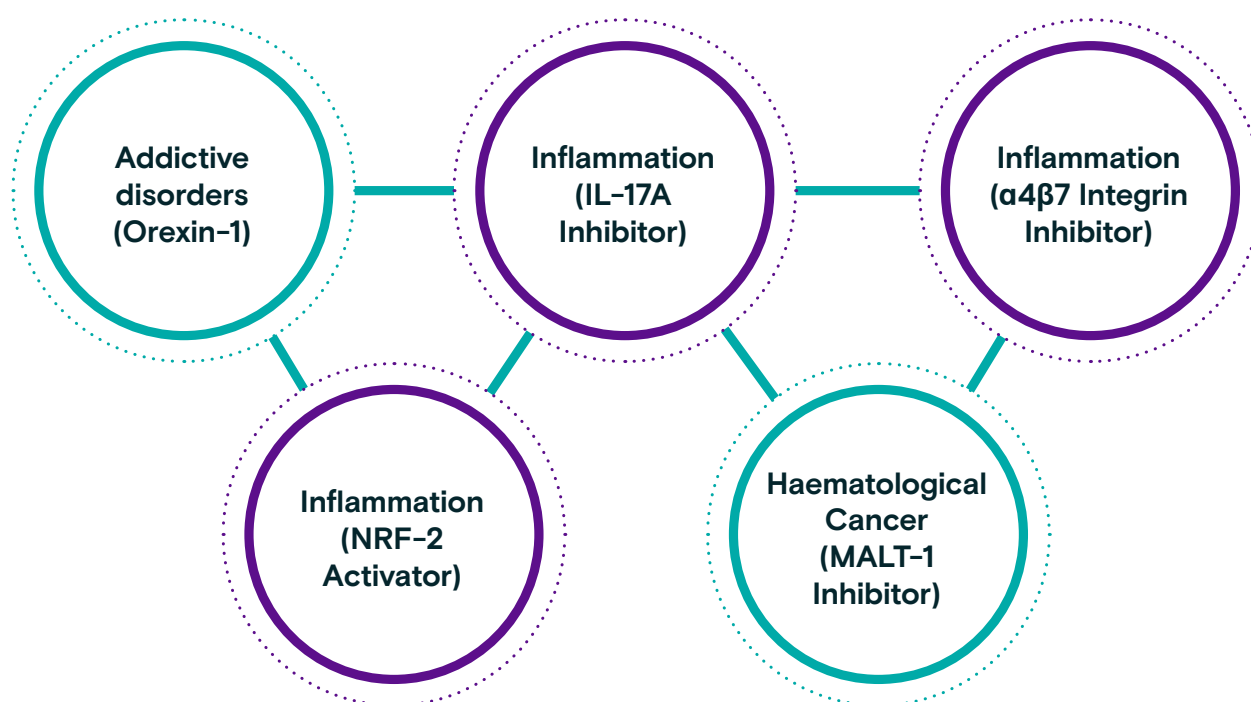 Addictive
disorders
(Orexin-1)
Inflammation
(IL-17A
Inhibitor)
Inflammation
(α4β7 Integrin
Inhibitor)
Inflammation
(NRF-2
Activator)
Haematological
Cancer
(MALT-1
Inhibitor)